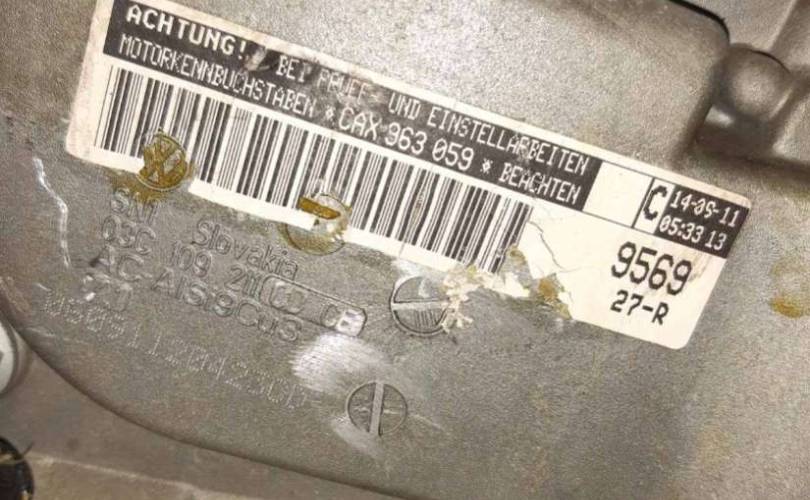 ACHTUNG! BEI PRUEF- UND EINSTELLARBEITEN
MOTORKENNBUCHSTABEN *CAX 963 059 * BEACHTEN
C 14-09-11
05:33 13
9569
27-R
Slovakia
03C 109 211
AC-AlSi9Cu3